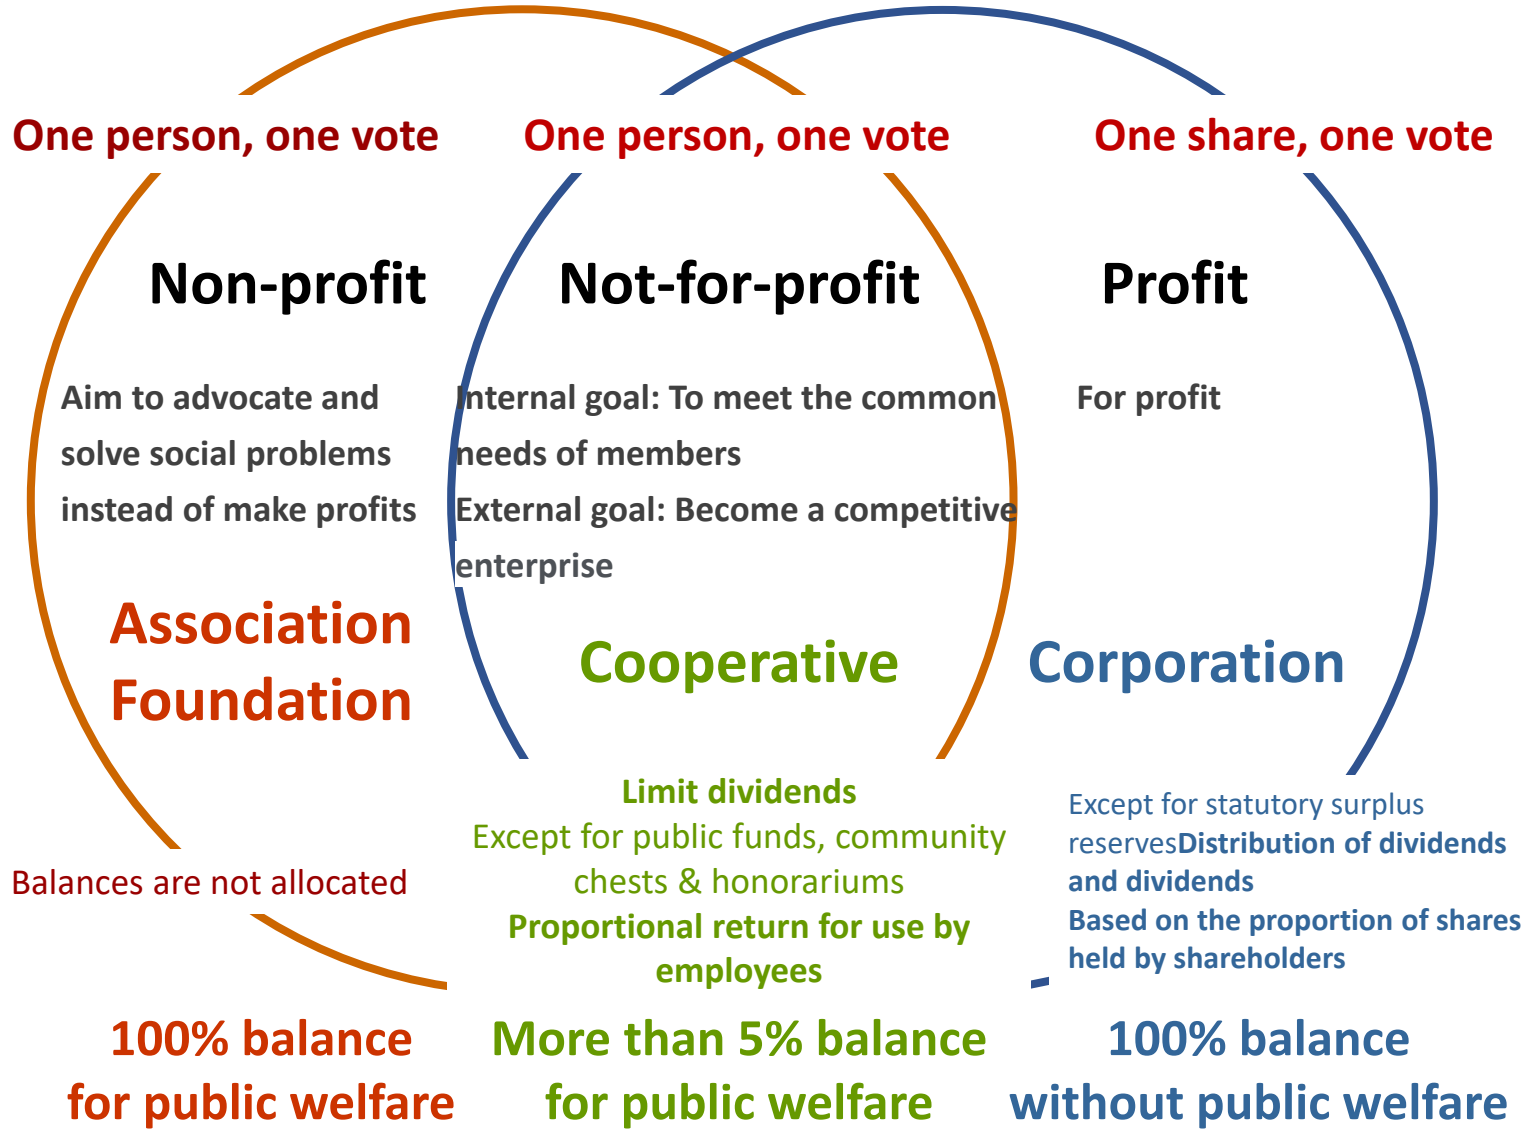 One person, one vote
One person, one vote
One share, one vote
Non-profit
Not-for-profit
Profit
Aim to advocate and
solve social problems
instead of make profits
Internal goal: To meet the common
needs of members
External goal: Become a competitive
enterprise
For profit
Association
Foundation
Cooperative
Corporation
Balances are not allocated
Limit dividends
Except for public funds, community
chests & honorariums
Proportional return for use by
employees
Except for statutory surplus
reservesDistribution of dividends
and dividends
Based on the proportion of shares
held by shareholders
100% balance
for public welfare
More than 5% balance
for public welfare
100% balance
without public welfare